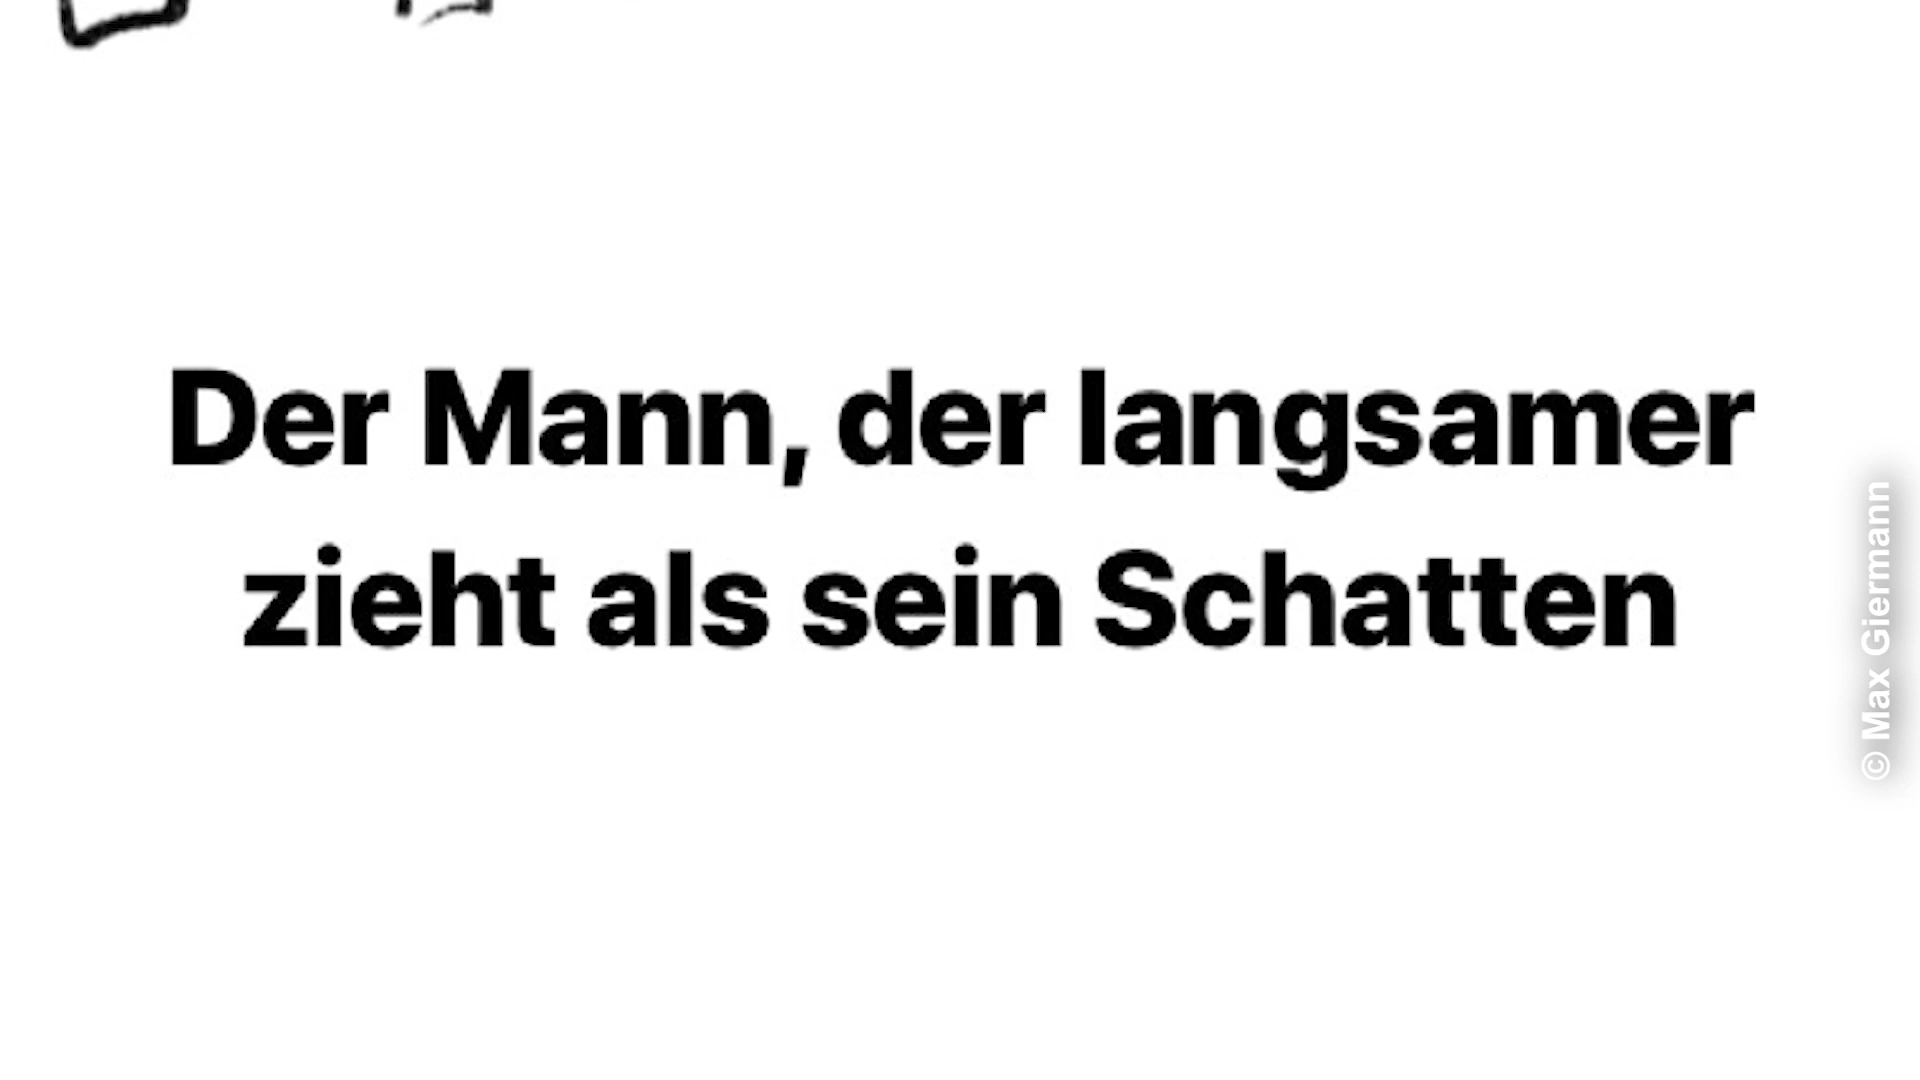 Der Mann, der langsamer
zieht als sein Schatten
© Max Giermann